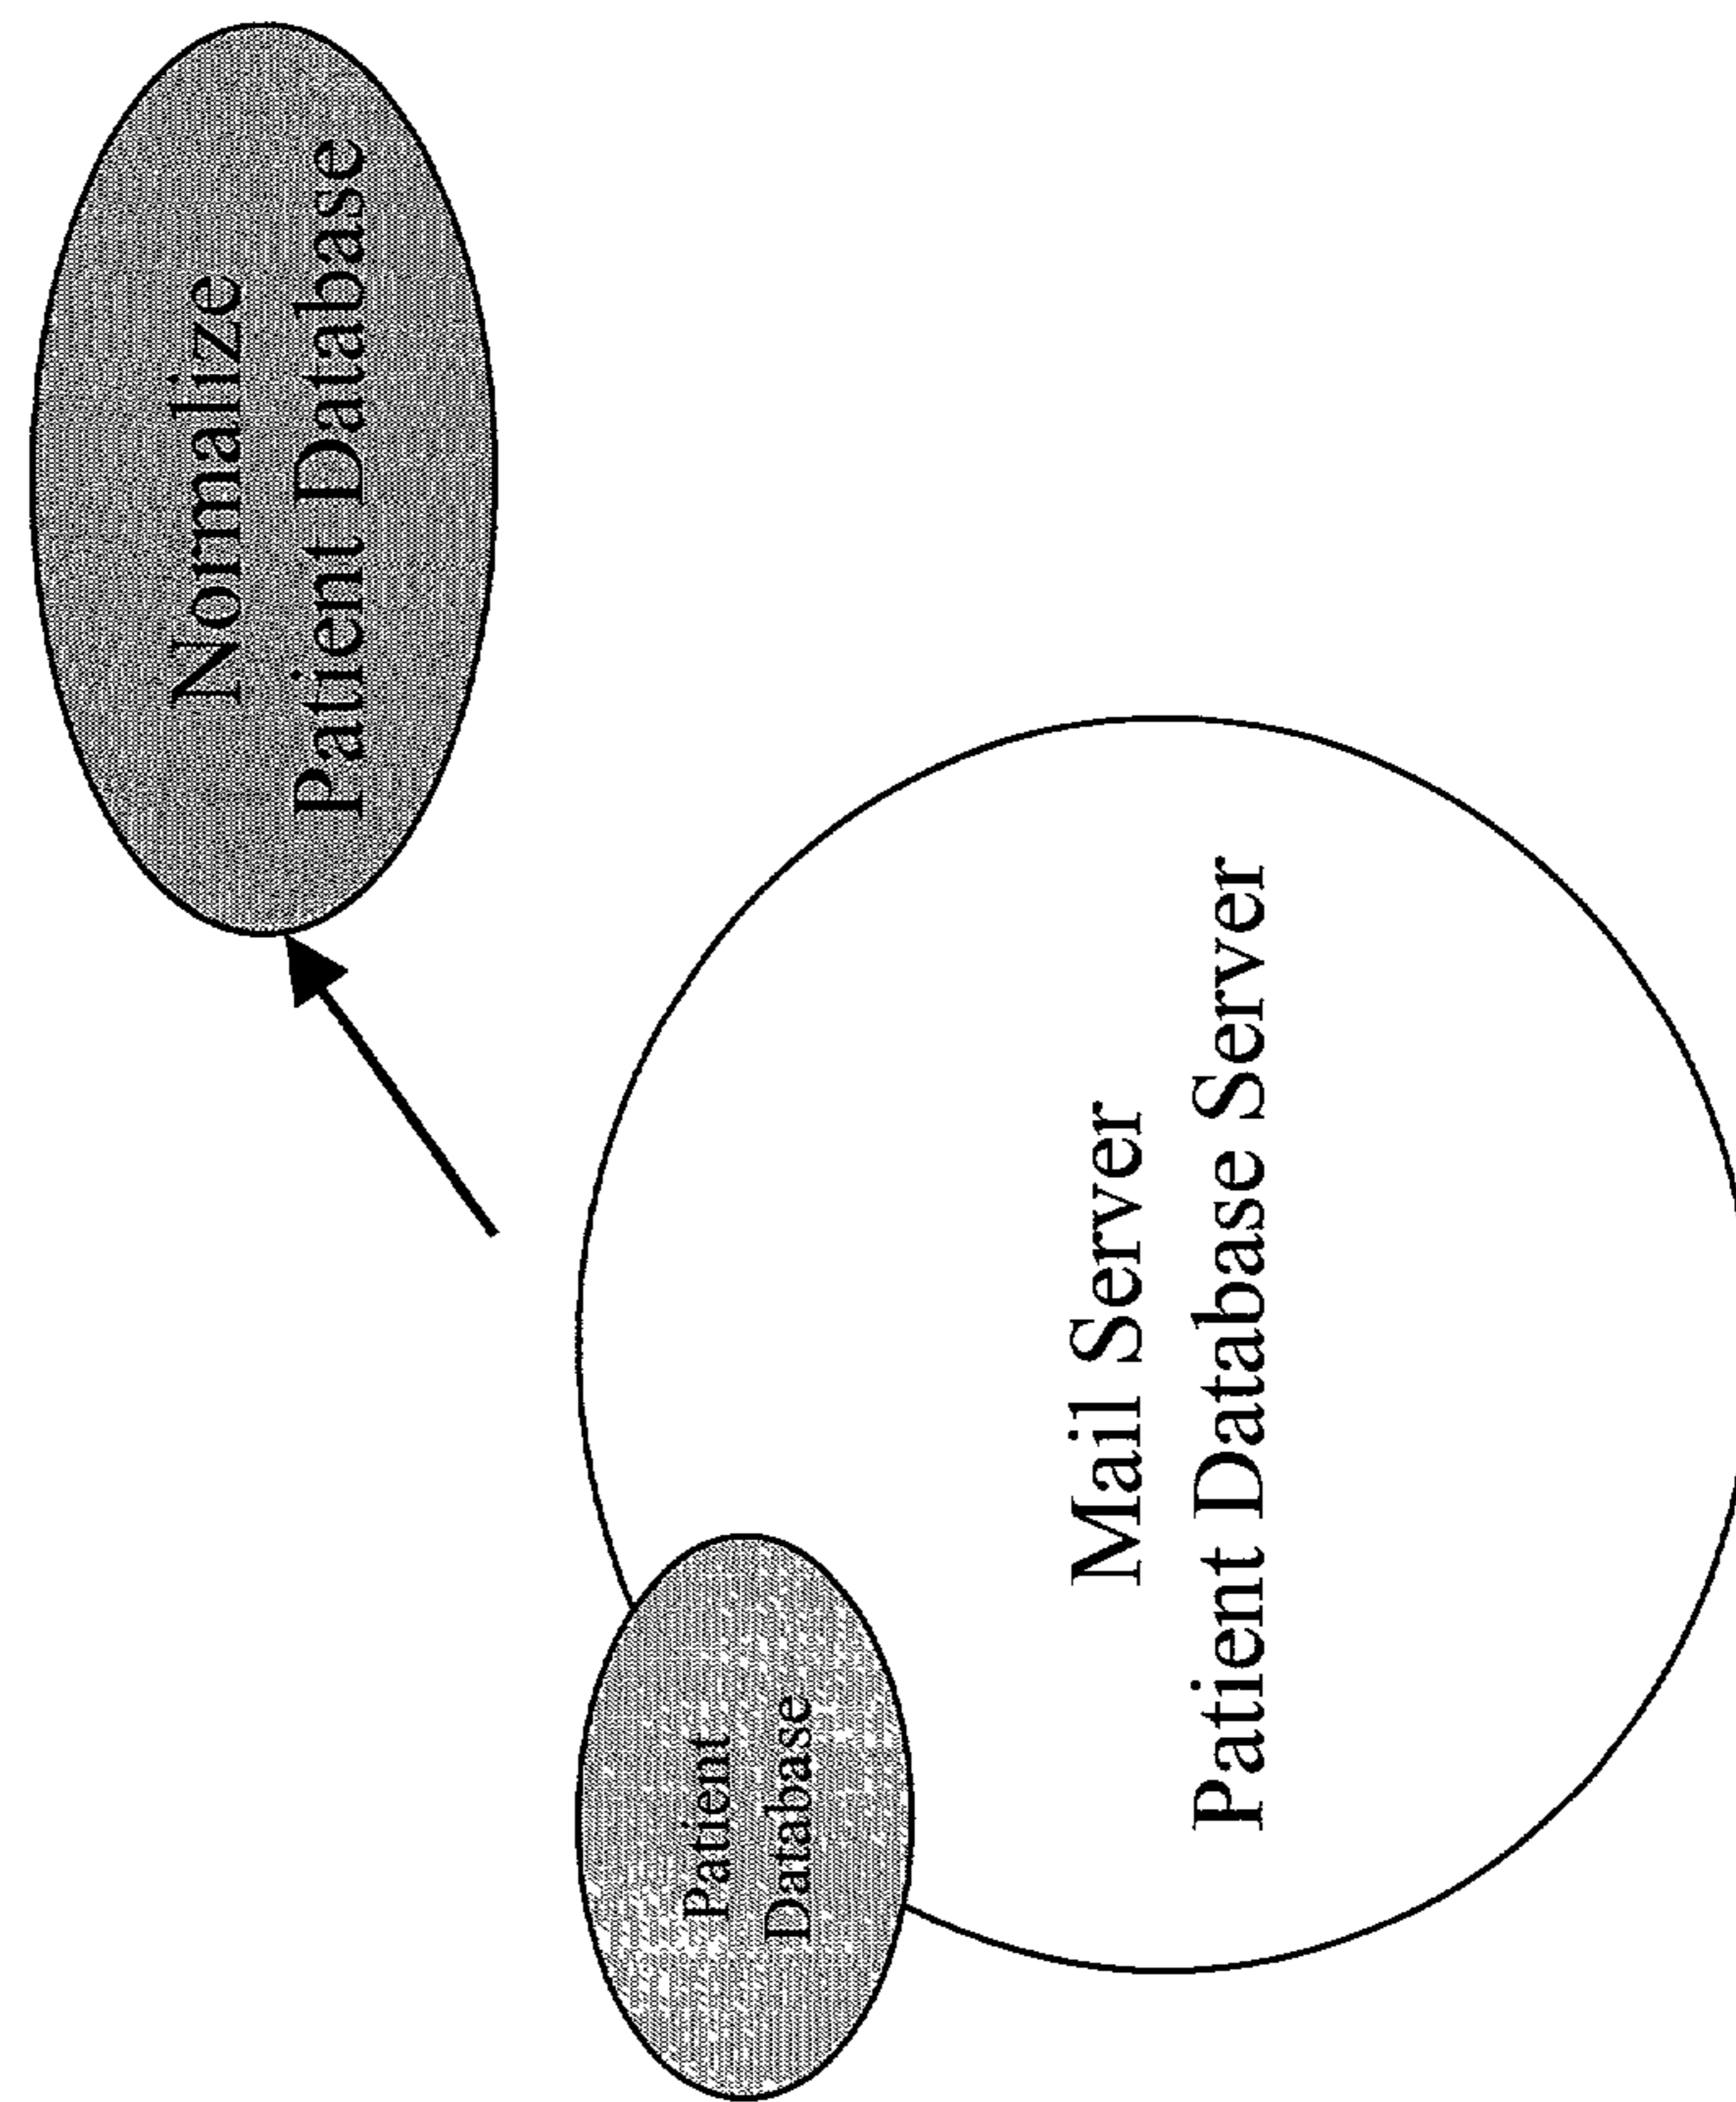 Normalize
Patient Database
Patient
Database
Mail Server
Patient Database Server